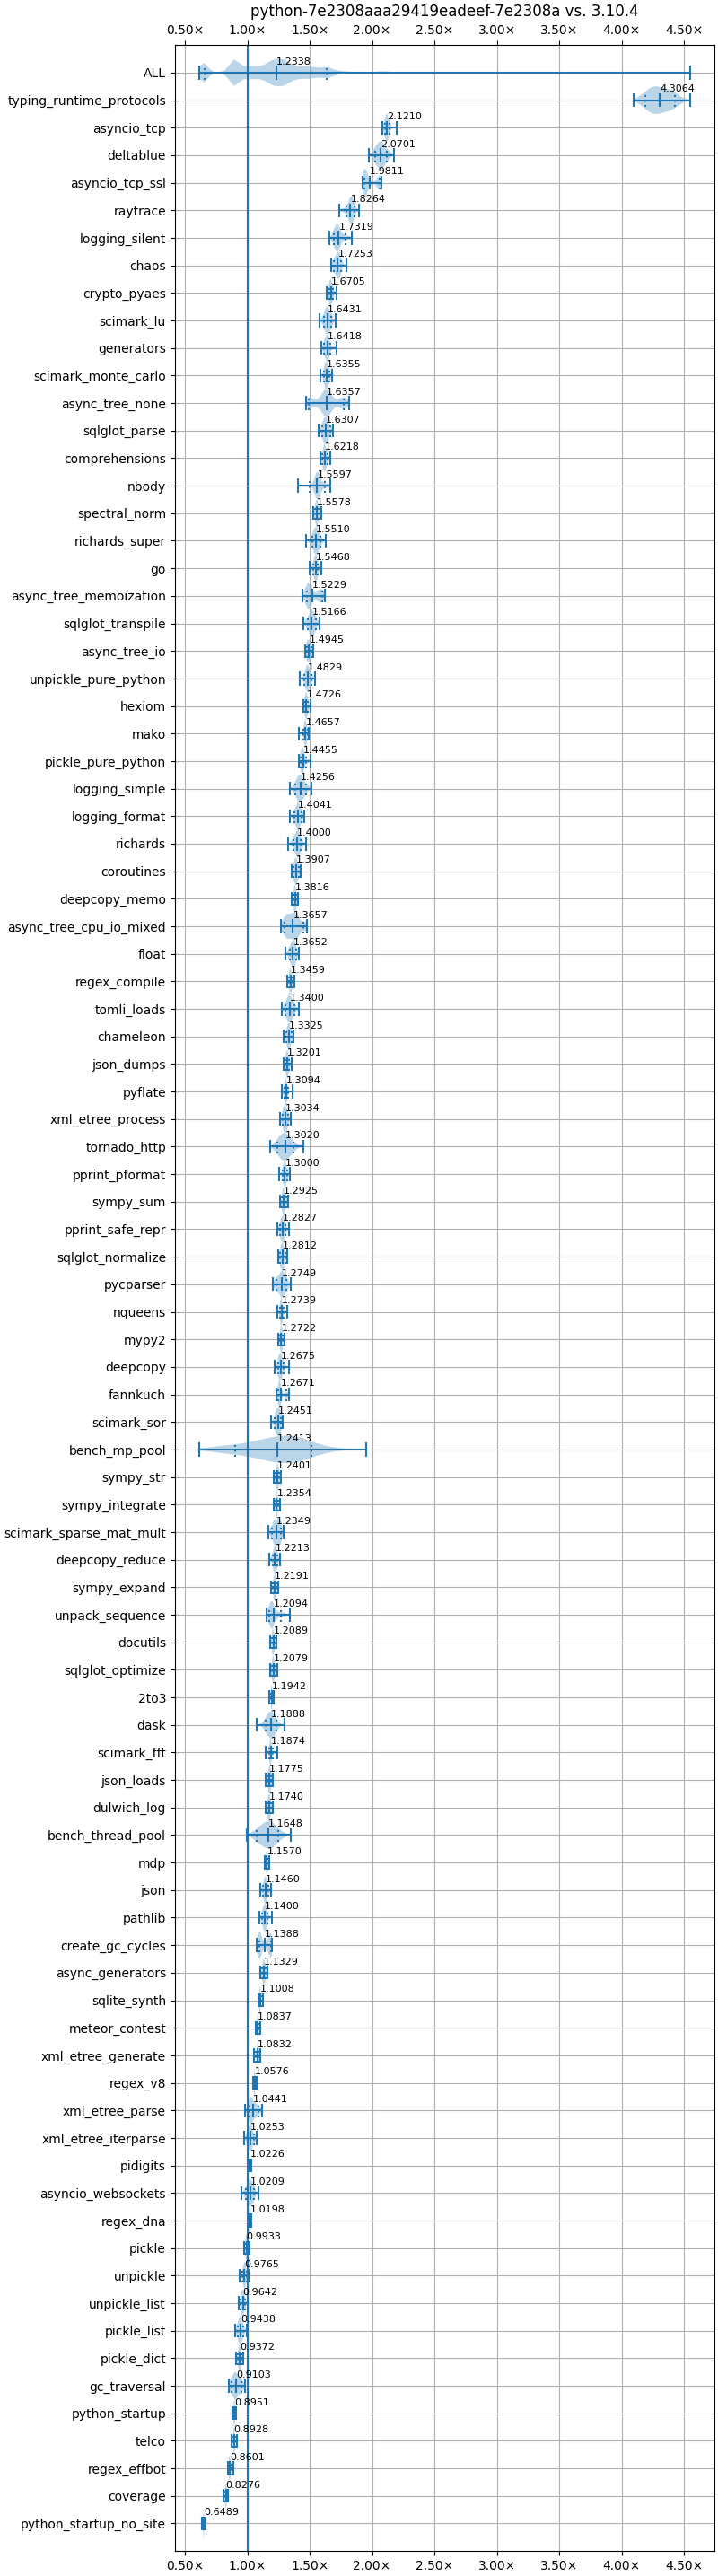 python-7e2308aaa29419eadeef-7e2308a vs. 3.10.4
0.50× 1.00× 1.50× 2.00× 2.50× 3.00× 3.50× 4.00× 4.50×
ALL 1.2338
typing_runtime_protocols 4.3064
asyncio_tcp 2.1210
deltablue 2.0701
asyncio_tcp_ssl 1.9811
raytrace 1.8264
logging_silent 1.7319
chaos 1.7253
crypto_pyaes 1.6705
scimark_lu 1.6431
generators 1.6418
scimark_monte_carlo 1.6355
async_tree_none 1.6357
sqlglot_parse 1.6307
comprehensions 1.6218
nbody 1.5597
spectral_norm 1.5578
richards_super 1.5510
go 1.5468
async_tree_memoization 1.5229
sqlglot_transpile 1.5166
async_tree_io 1.4945
unpickle_pure_python 1.4829
hexiom 1.4726
mako 1.4657
pickle_pure_python 1.4455
logging_simple 1.4256
logging_format 1.4041
richards 1.4000
coroutines 1.3907
deepcopy_memo 1.3816
async_tree_cpu_io_mixed 1.3657
float 1.3652
regex_compile 1.3459
tomli_loads 1.3400
chameleon 1.3325
json_dumps 1.3201
pyflate 1.3094
xml_etree_process 1.3034
tornado_http 1.3020
pprint_pformat 1.3000
sympy_sum 1.2925
pprint_safe_repr 1.2827
sqlglot_normalize 1.2812
pycparser 1.2749
nqueens 1.2739
mypy2 1.2722
deepcopy 1.2675
fannkuch 1.2671
scimark_sor 1.2451
bench_mp_pool 1.2413
sympy_str 1.2401
sympy_integrate 1.2354
scimark_sparse_mat_mult 1.2349
deepcopy_reduce 1.2213
sympy_expand 1.2191
unpack_sequence 1.2094
docutils 1.2089
sqlglot_optimize 1.2079
2to3 1.1942
dask 1.1888
scimark_fft 1.1874
json_loads 1.1775
dulwich_log 1.1740
bench_thread_pool 1.1648
mdp 1.1570
json 1.1460
pathlib 1.1400
create_gc_cycles 1.1388
async_generators 1.1329
sqlite_synth 1.1008
meteor_contest 1.0837
xml_etree_generate 1.0832
regex_v8 1.0576
xml_etree_parse 1.0441
xml_etree_iterparse 1.0253
pidigits 1.0226
asyncio_websockets 1.0209
regex_dna 1.0198
pickle 0.9933
unpickle 0.9765
unpickle_list 0.9642
pickle_list 0.9438
pickle_dict 0.9372
gc_traversal 0.9103
python_startup 0.8951
telco 0.8928
regex_effbot 0.8601
coverage 0.8276
python_startup_no_site 0.6489
0.50× 1.00× 1.50× 2.00× 2.50× 3.00× 3.50× 4.00× 4.50×